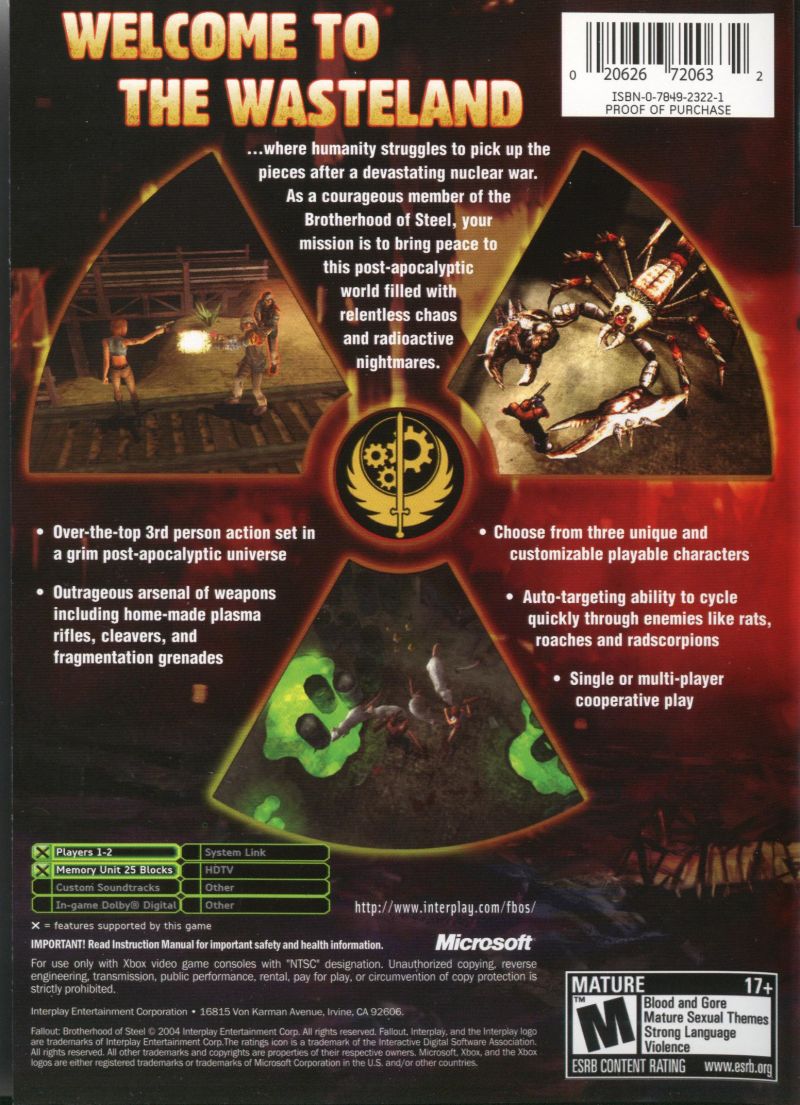 WELCOME TO
THE WASTELAND
0 20626 72063 2
ISBN-0-7849-2322-1
PROOF OF PURCHASE
...where humanity struggles to pick up the
pieces after a devastating nuclear war.
As a courageous member of the
Brotherhood of Steel, your
mission is to bring peace to
this post-apocalyptic
world filled with
relentless chaos
and radioactive
nightmares.
• Over-the-top 3rd person action set in
a grim post-apocalyptic universe
• Outrageous arsenal of weapons
including home-made plasma
rifles, cleavers, and
fragmentation grenades
• Choose from three unique and
customizable playable characters
• Auto-targeting ability to cycle
quickly through enemies like rats,
roaches and radscorpions
• Single or multi-player
cooperative play
X Players 1-2 System Link
X Memory Unit 25 Blocks HDTV
Custom Soundtracks Other
In-game Dolby® Digital Other
X = features supported by this game
http://www.interplay.com/fbos/
IMPORTANT! Read Instruction Manual for important safety and health information.
Microsoft
For use only with Xbox video game consoles with "NTSC" designation. Unauthorized copying, reverse
engineering, transmission, public performance, rental, pay for play, or circumvention of copy protection is
strictly prohibited.
Interplay Entertainment Corporation • 16815 Von Karman Avenue, Irvine, CA 92606.
Fallout: Brotherhood of Steel © 2004 Interplay Entertainment Corp. All rights reserved. Fallout, Interplay, and the Interplay logo
are trademarks of Interplay Entertainment Corp.The ratings icon is a trademark of the Interactive Digital Software Association.
All rights reserved. All other trademarks and copyrights are properties of their respective owners. Microsoft, Xbox, and the Xbox
logos are either registered trademarks or trademarks of Microsoft Corporation in the U.S. and/or other countries.
MATURE 17+
TM
M
Blood and Gore
Mature Sexual Themes
Strong Language
Violence
ESRB CONTENT RATING www.esrb.org